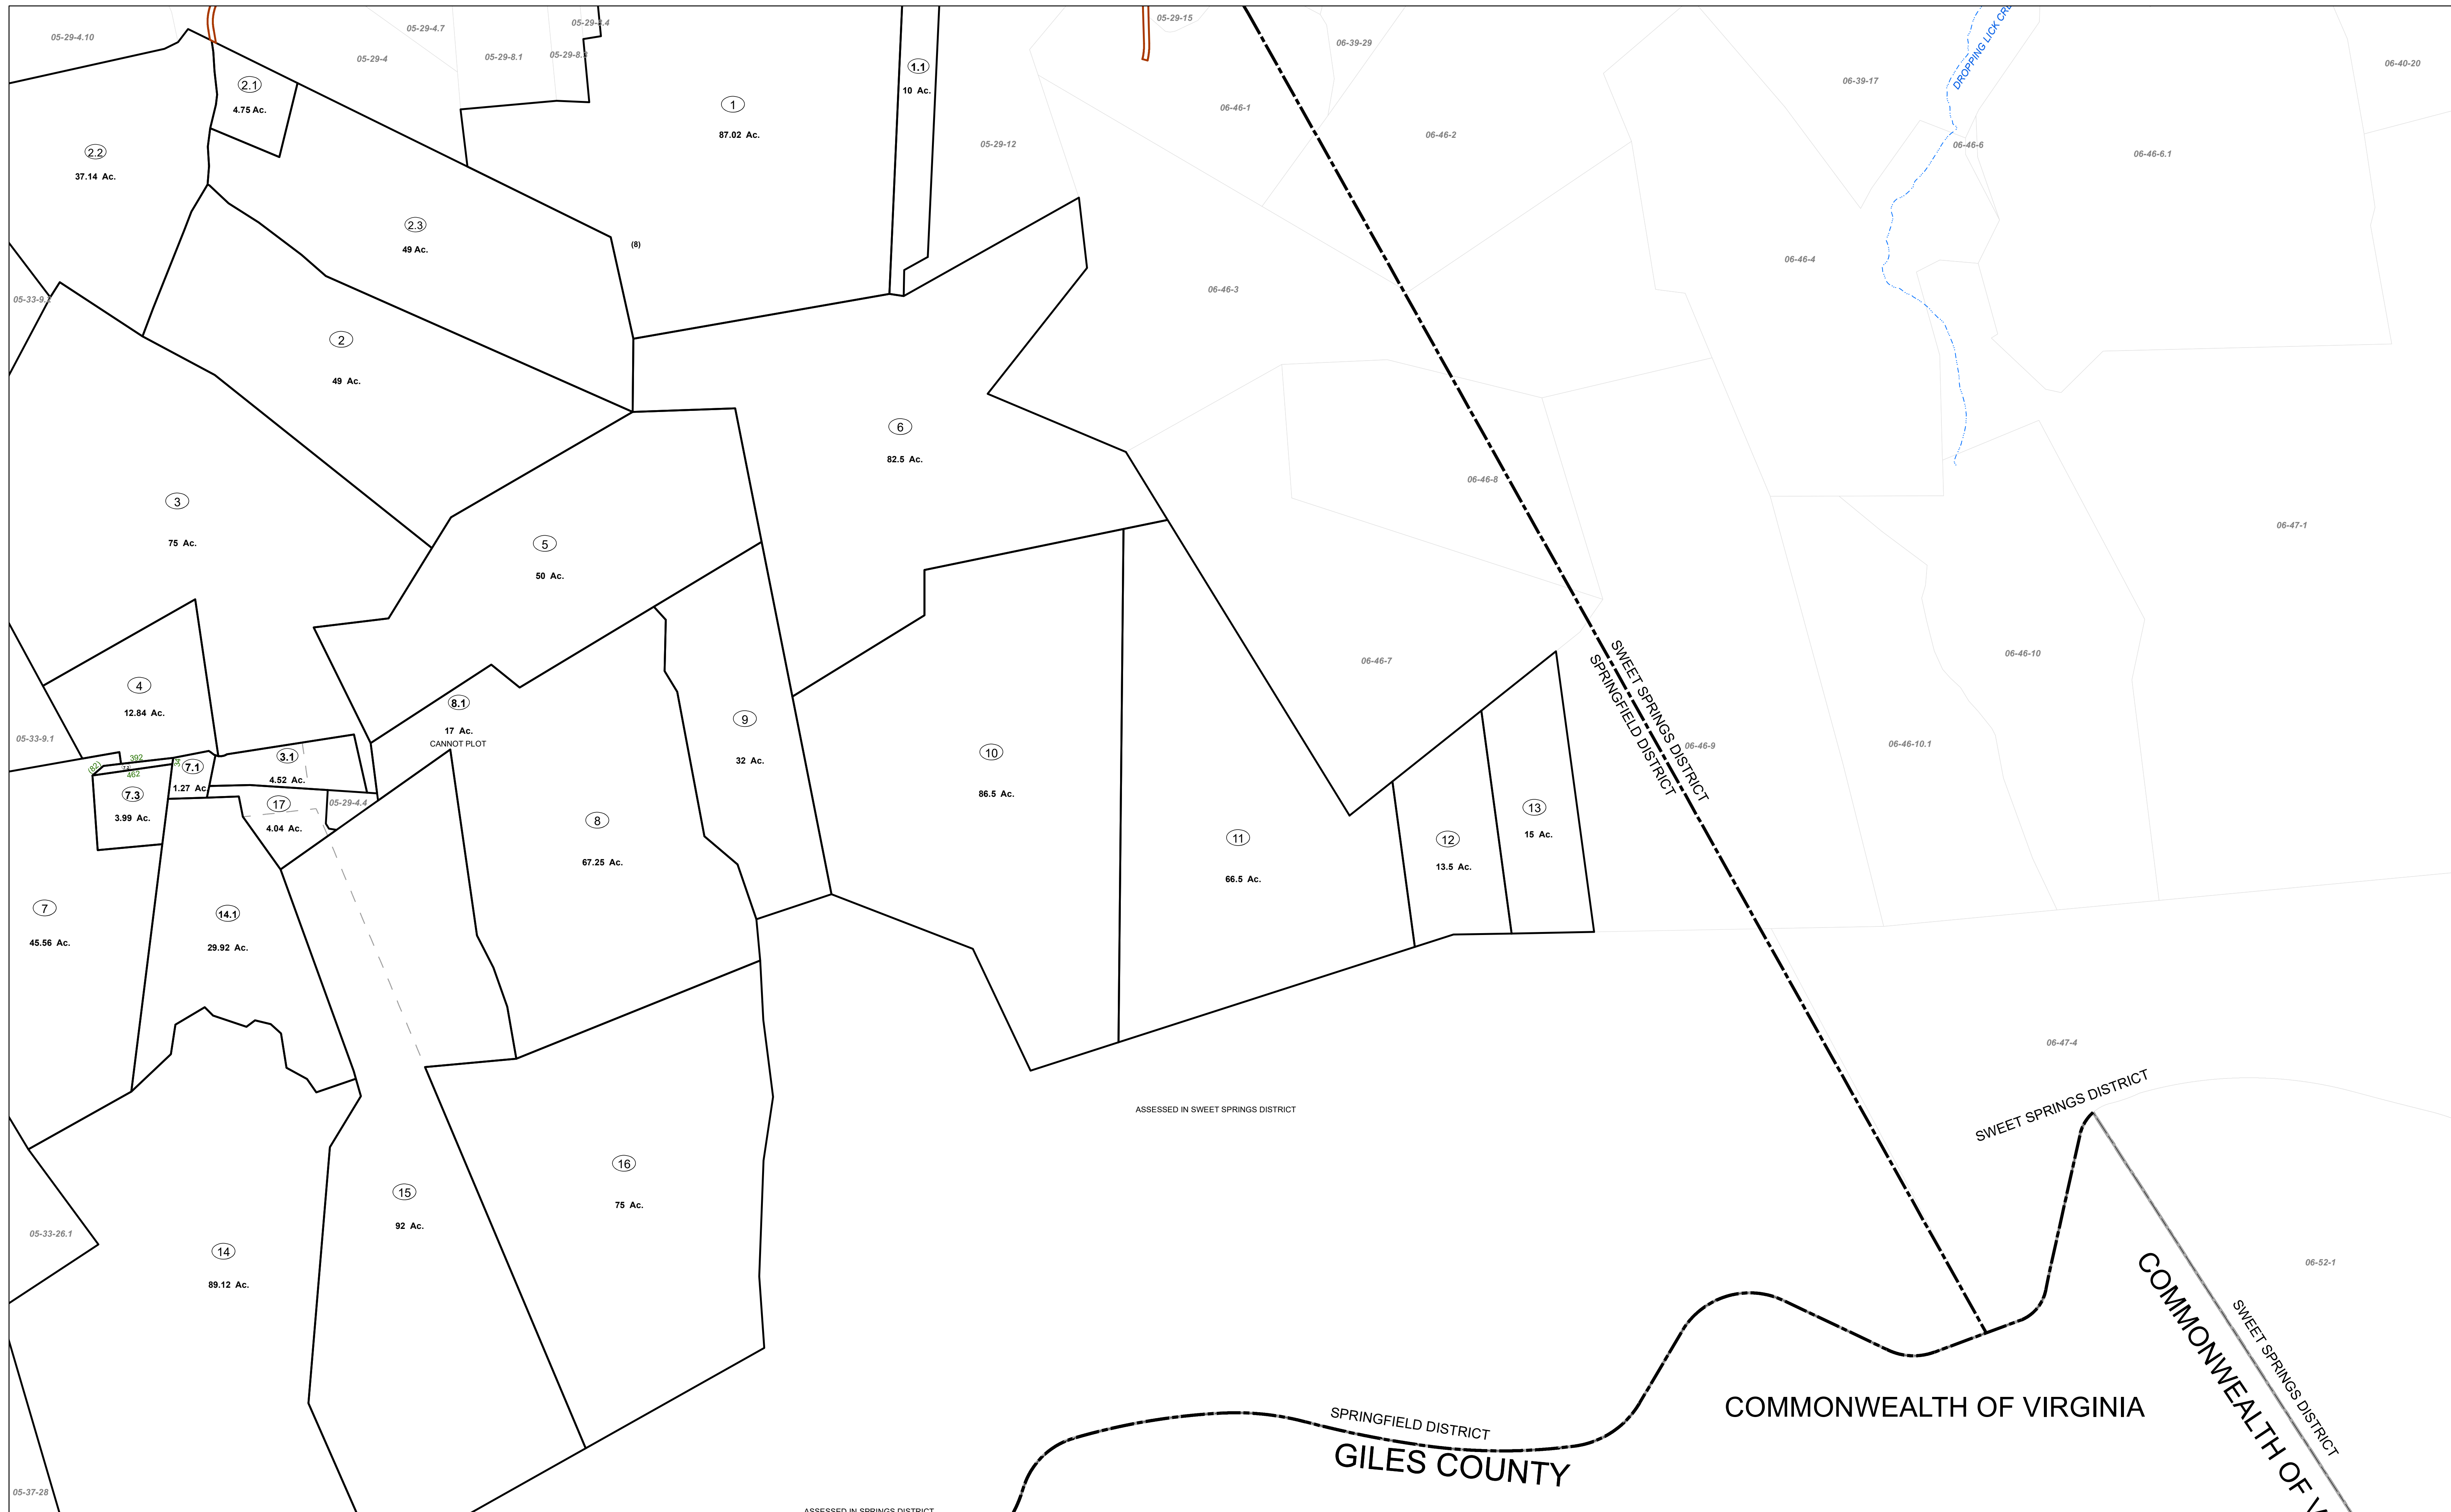 05-29-4.10
05-29-4.7
05-29-4
05-29-8.1
05-29-15
06-39-29
06-39-17
DROPPING LICK
06-40-20
2.1
4.75 Ac.
1
87.02 Ac.
1.1
10 Ac.
05-29-12
06-46-1
06-46-2
06-46-6
06-46-6.1
2.2
37.14 Ac.
2.3
49 Ac.
(8)
06-46-3
06-46-4
2
49 Ac.
6
82.5 Ac.
06-46-8
3
75 Ac.
5
50 Ac.
06-47-1
4
12.84 Ac.
8.1
17 Ac.
CANNOT PLOT
9
32 Ac.
10
86.5 Ac.
06-46-7
SWEET SPRINGS DISTRICT
SPRINGFIELD DISTRICT
06-46-9
06-46-10
06-46-10.1
05-33-9.1
392
(82)
462
34
7.1
1.27 Ac.
3.1
4.52 Ac.
7.3
3.99 Ac.
17
4.04 Ac.
05-29-4.4
8
67.25 Ac.
11
66.5 Ac.
12
13.5 Ac.
13
15 Ac.
7
45.56 Ac.
14.1
29.92 Ac.
06-47-4
ASSESSED IN SWEET SPRINGS DISTRICT
SWEET SPRINGS DISTRICT
16
75 Ac.
15
92 Ac.
05-33-26.1
14
89.12 Ac.
06-52-1
SWEET SPRINGS DISTRICT
COMMONWEALTH OF
COMMONWEALTH OF VIRGINIA
SPRINGFIELD DISTRICT
GILES COUNTY
05-37-28
ASSESSED IN SPRINGS DISTRICT